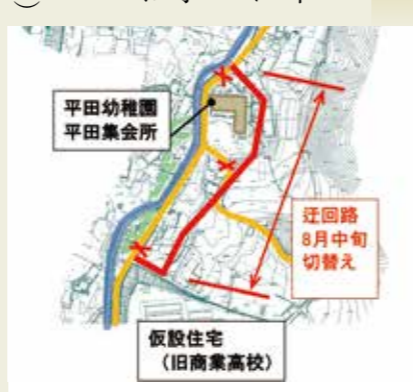 平田幼稚園
平田集会所
迂回路
8月中旬
切替え
仮設住宅
（旧商業高校）